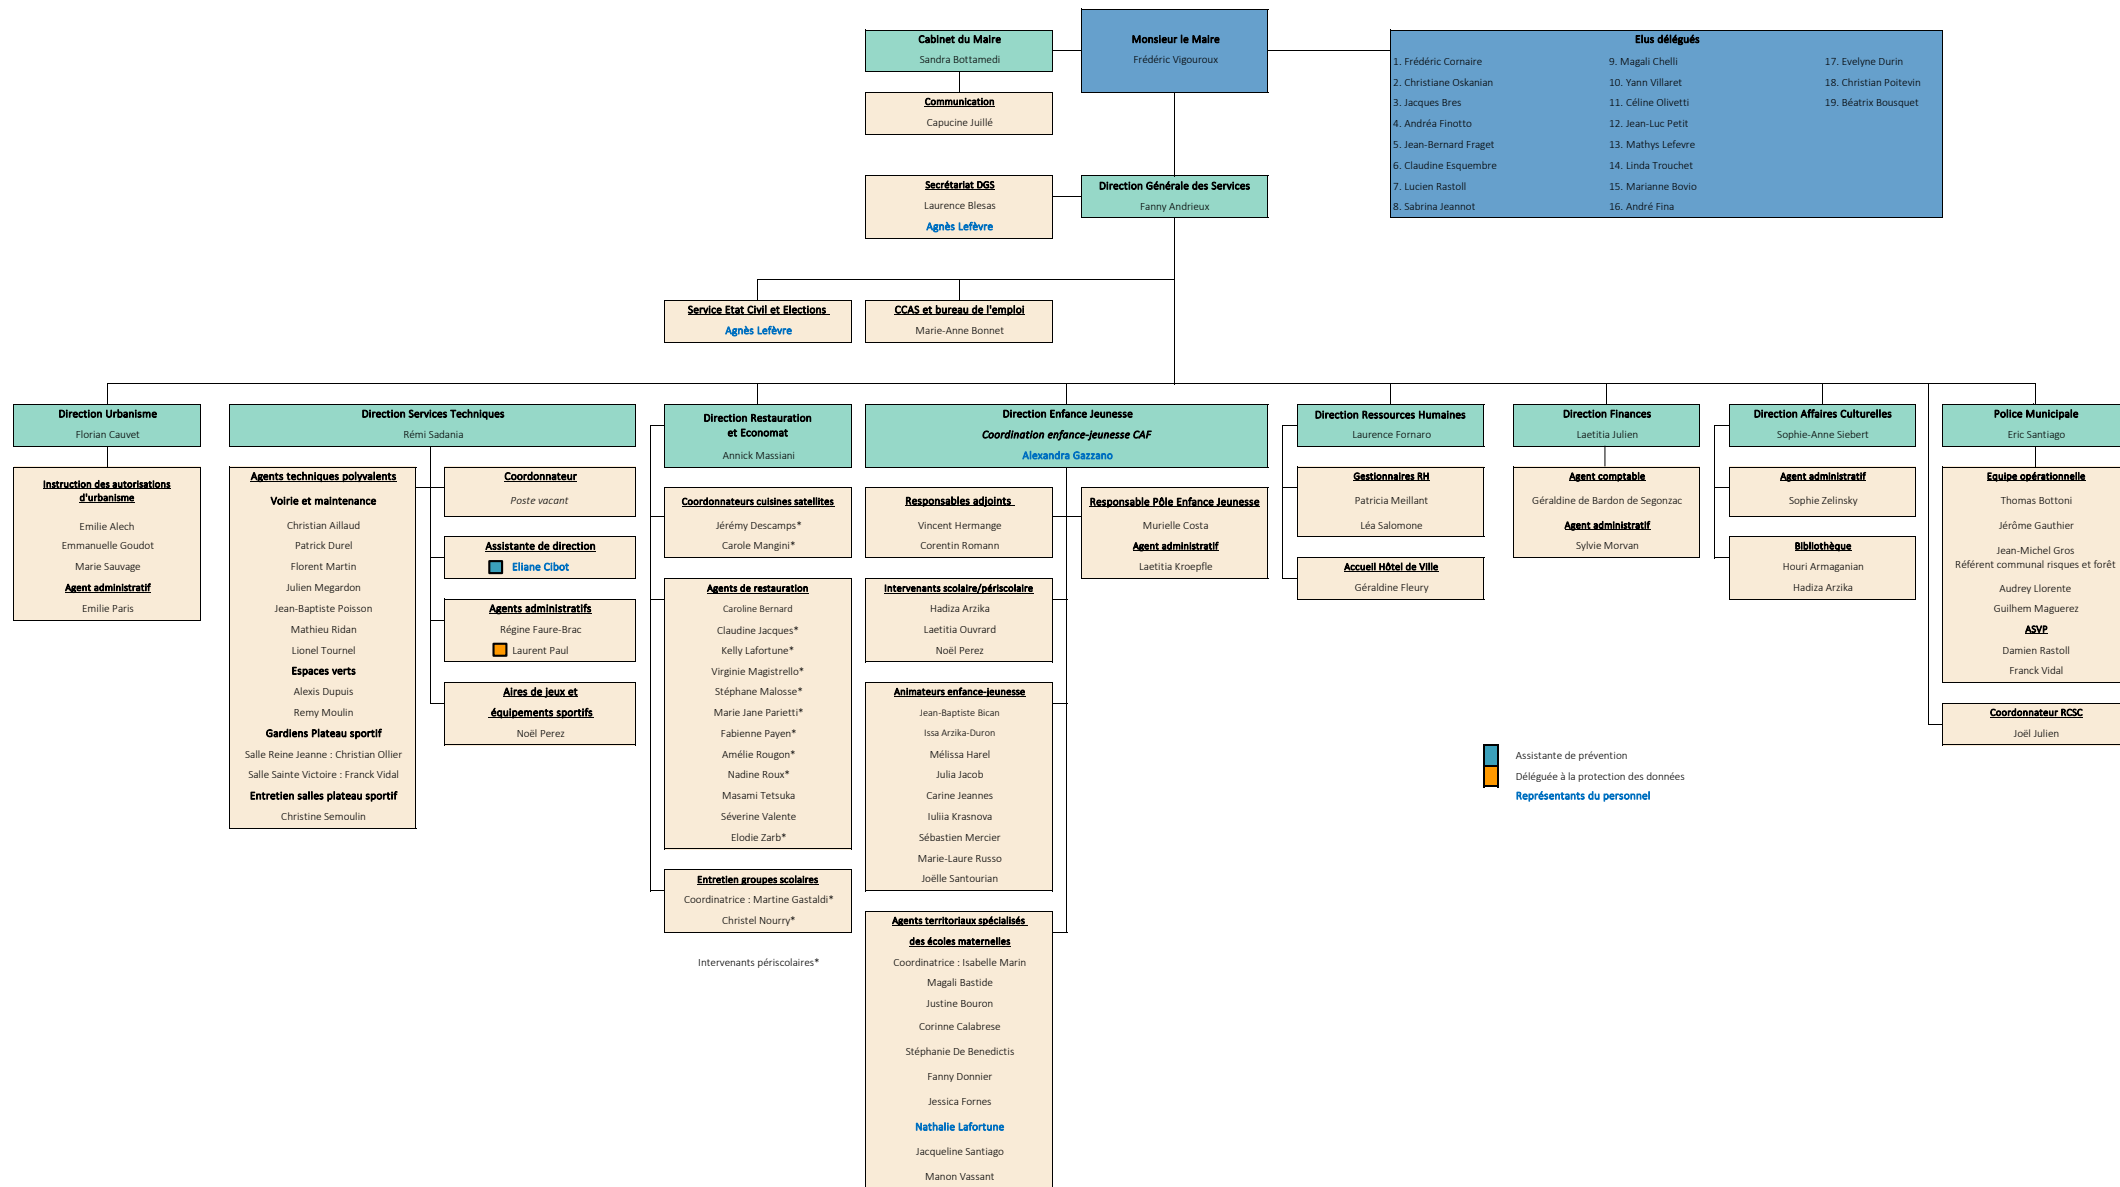 Cabinet du Maire
Sandra Bottamedi
Communication
Capucine Juillé
Monsieur le Maire
Frédéric Vigouroux
Elus délégués
1. Frédéric Cornaire
2. Christiane Oskanian
3. Jacques Bres
4. Andréa Finotto
5. Jean-Bernard Fraget
6. Claudine Esquembre
7. Lucien Rastoll
8. Sabrina Jeannot
9. Magali Chelli
10. Yann Villaret
11. Céline Olivetti
12. Jean-Luc Petit
13. Mathys Lefevre
14. Linda Trouchet
15. Marianne Bovio
16. André Fina
17. Evelyne Durin
18. Christian Poitevin
19. Béatrix Bousquet
Secrétariat DGS
Laurence Blesas
Agnès Lefèvre
Direction Générale des Services
Fanny Andrieux
Service Etat Civil et Elections
Agnès Lefèvre
CCAS et bureau de l'emploi
Marie-Anne Bonnet
Direction Urbanisme
Florian Cauvet
Instruction des autorisations
d'urbanisme
Emilie Alech
Emmanuelle Goudot
Marie Sauvage
Agent administratif
Emilie Paris
Direction Services Techniques
Rémi Sadania
Agents techniques polyvalents
Voirie et maintenance
Christian Aillaud
Patrick Durel
Florent Martin
Julien Megardon
Jean-Baptiste Poisson
Mathieu Ridan
Lionel Tournel
Espaces verts
Alexis Dupuis
Remy Moulin
Gardiens Plateau sportif
Salle Reine Jeanne : Christian Ollier
Salle Sainte Victoire : Franck Vidal
Entretien salles plateau sportif
Christine Semoulin
Coordonnateur
Poste vacant
Assistante de direction
Eliane Cibot
Agents administratifs
Régine Faure-Brac
Laurent Paul
Aires de jeux et
équipements sportifs
Noël Perez
Direction Restauration
et Economat
Annick Massiani
Coordonnateurs cuisines satellites
Jérémy Descamps*
Carole Mangini*
Agents de restauration
Caroline Bernard
Claudine Jacques*
Kelly Lafortune*
Virginie Magistrello*
Stéphane Malosse*
Marie Jane Parietti*
Fabienne Payen*
Amélie Rougon*
Nadine Roux*
Masami Tetsuka
Séverine Valente
Elodie Zarb*
Entretien groupes scolaires
Coordinatrice : Martine Gastaldi*
Christel Nourry*
Intervenants périscolaires*
Direction Enfance Jeunesse
Coordination enfance-jeunesse CAF
Alexandra Gazzano
Responsables adjoints
Vincent Hermange
Corentin Romann
Intervenants scolaire/périscolaire
Hadiza Arzika
Laetitia Ouvrard
Noël Perez
Animateurs enfance-jeunesse
Jean-Baptiste Bican
Issa Arzika-Duron
Mélissa Harel
Julia Jacob
Carine Jeannes
Iuliia Krasnova
Sébastien Mercier
Marie-Laure Russo
Joëlle Santourian
Agents territoriaux spécialisés
des écoles maternelles
Coordinatrice : Isabelle Marin
Magali Bastide
Justine Bouron
Corinne Calabrese
Stéphanie De Benedictis
Fanny Donnier
Jessica Fornes
Nathalie Lafortune
Jacqueline Santiago
Manon Vassant
Responsable Pôle Enfance Jeunesse
Murielle Costa
Agent administratif
Laetitia Kroepfle
Direction Ressources Humaines
Laurence Fornaro
Gestionnaires RH
Patricia Meillant
Léa Salomone
Accueil Hôtel de Ville
Géraldine Fleury
Direction Finances
Laetitia Julien
Agent comptable
Géraldine de Bardon de Segonzac
Agent administratif
Sylvie Morvan
Direction Affaires Culturelles
Sophie-Anne Siebert
Agent administratif
Sophie Zelinsky
Bibliothèque
Houri Armaganian
Hadiza Arzika
Police Municipale
Eric Santiago
Equipe opérationnelle
Thomas Bottoni
Jérôme Gauthier
Jean-Michel Gros
Référent communal risques et forêt
Audrey Llorente
Guilhem Maguerez
ASVP
Damien Rastoll
Franck Vidal
Coordonnateur RCSC
Joël Julien
Assistante de prévention
Déléguée à la protection des données
Représentants du personnel